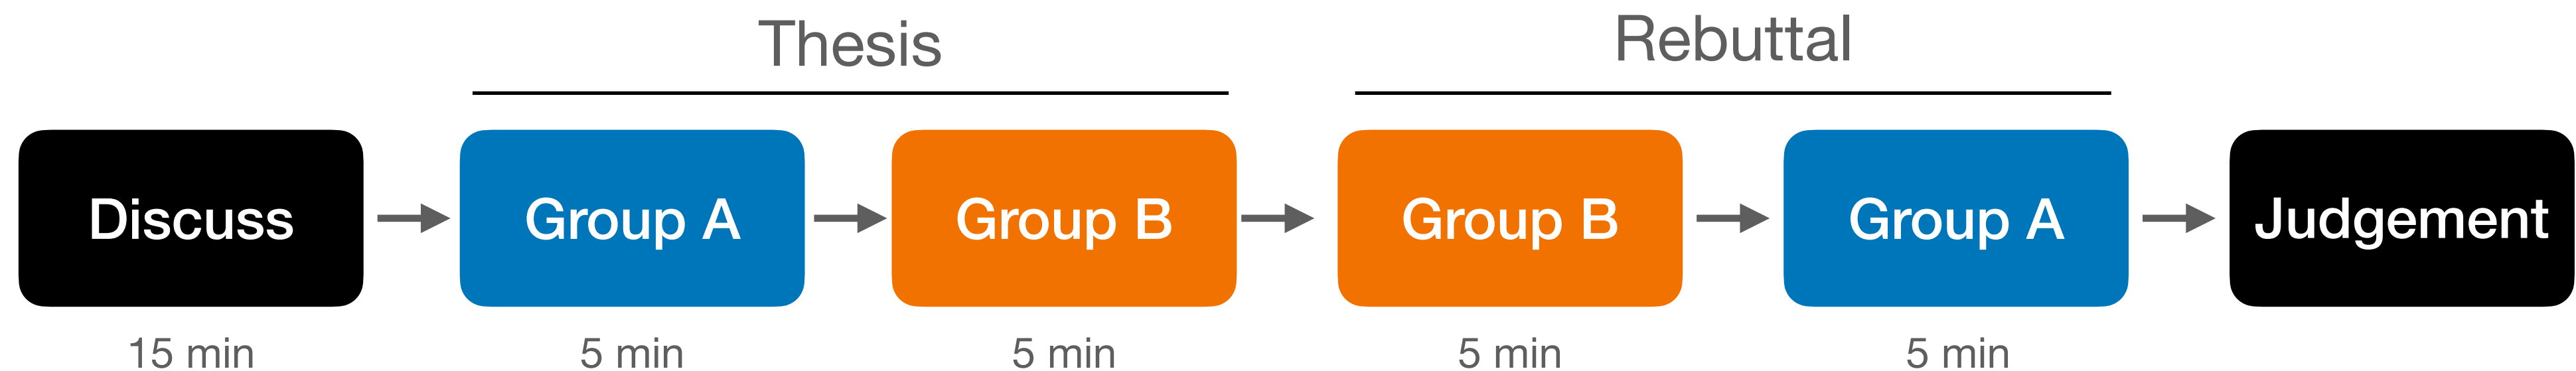 Thesis
Rebuttal
Discuss
Group A
Group B
Group B
Group A
Judgement
15 min
5 min
5 min
5 min
5 min